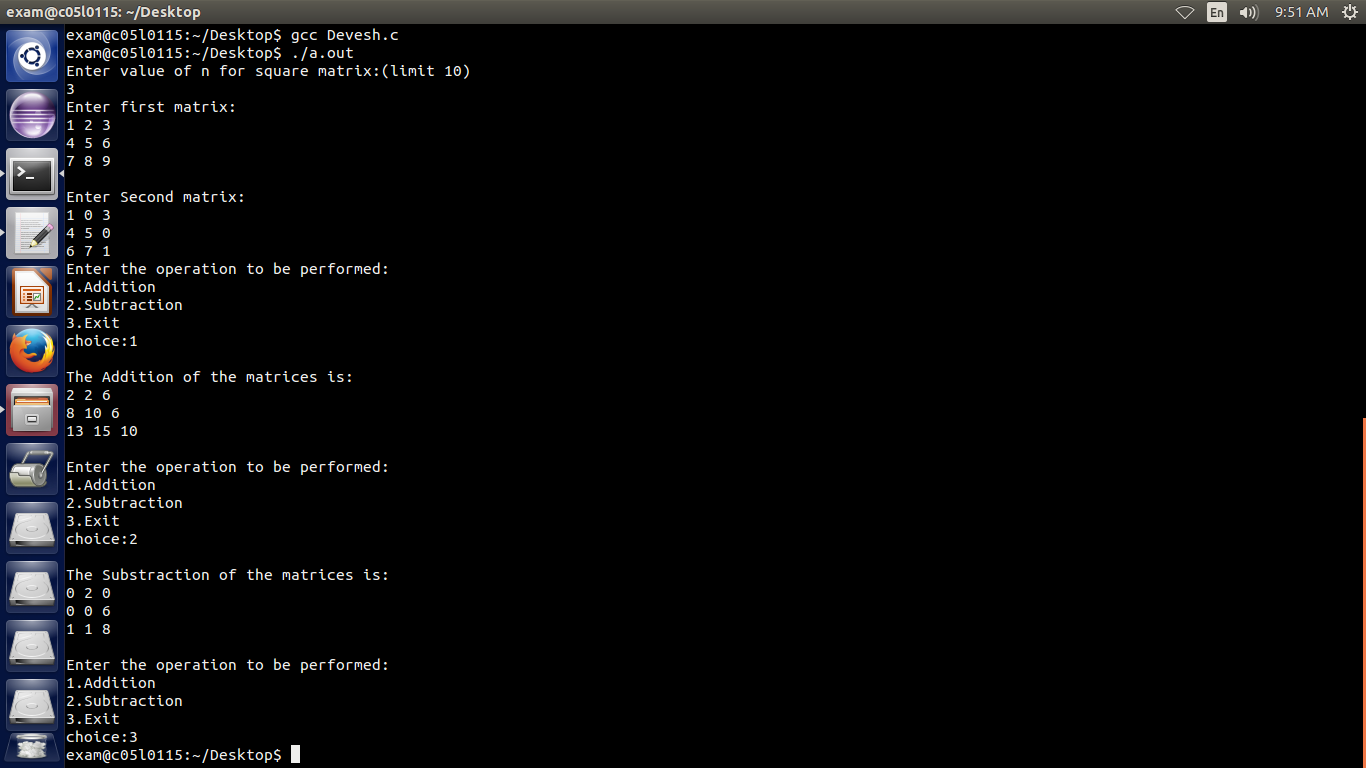 exam@c05l0115: ~/Desktop
En
9:51 AM
exam@c05l0115:~/Desktop$ gcc Devesh.c
exam@c05l0115:~/Desktop$ ./a.out
Enter value of n for square matrix:(limit 10)
3
Enter first matrix:
1 2 3
4 5 6
7 8 9
Enter Second matrix:
1 0 3
4 5 0
6 7 1
Enter the operation to be performed:
1.Addition
2.Subtraction
3.Exit
choice:1
The Addition of the matrices is:
2 2 6
8 10 6
13 15 10
Enter the operation to be performed:
1.Addition
2.Subtraction
3.Exit
choice:2
The Substraction of the matrices is:
0 2 0
0 0 6
1 1 8
Enter the operation to be performed:
1.Addition
2.Subtraction
3.Exit
choice:3
exam@c05l0115:~/Desktop$